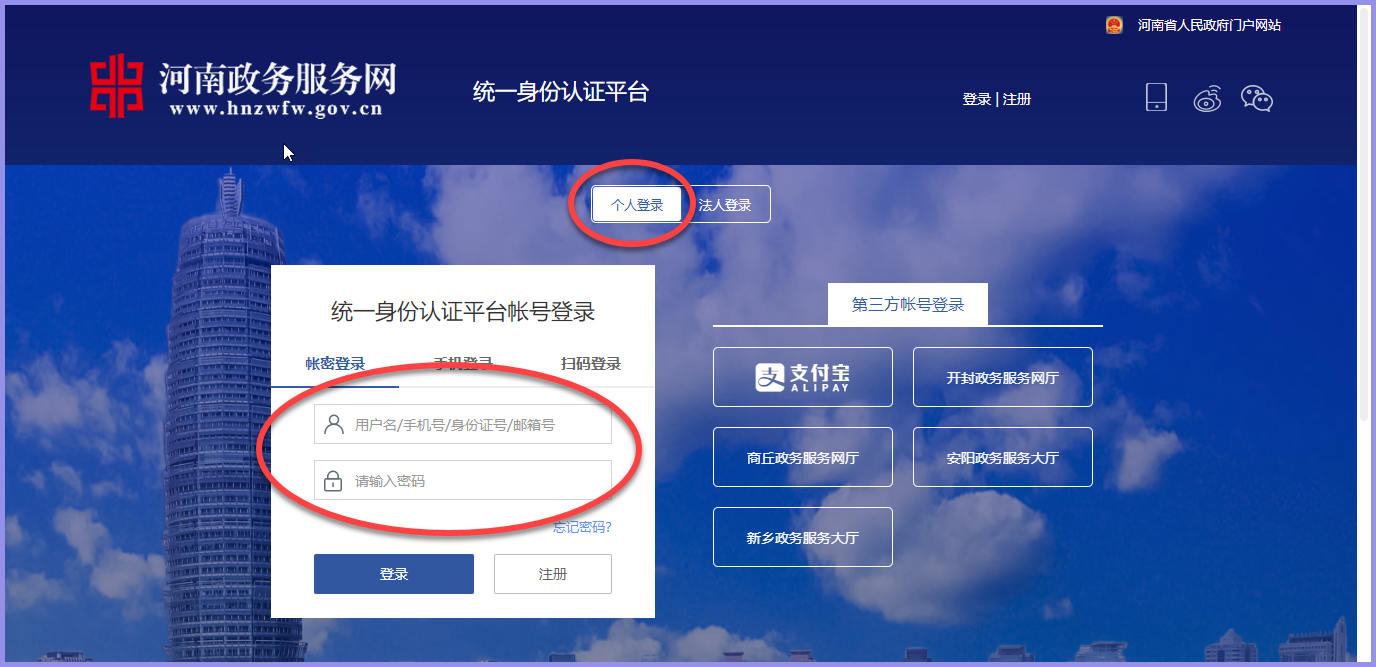 河南省人民政府门户网站
河南政务服务网
www.hnzwfw.gov.cn
统一身份认证平台
登录 | 注册
个人登录
法人登录
统一身份认证平台帐号登录
帐密登录
手机登录
扫码登录
用户名/手机号/身份证号/邮箱号
请输入密码
忘记密码?
登录
注册
第三方帐号登录
支付宝
ALIPAY
开封政务服务网厅
商丘政务服务网厅
安阳政务服务大厅
新乡政务服务大厅